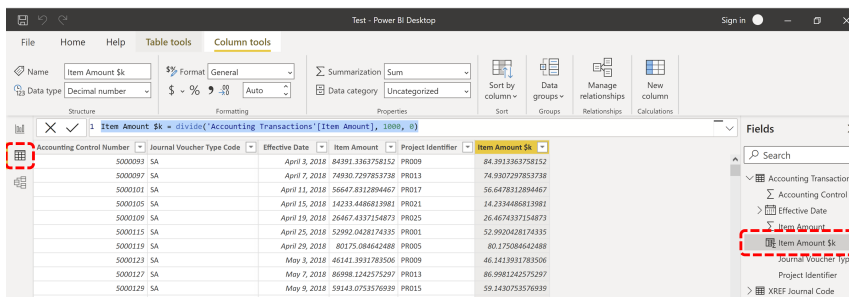 Test - Power BI Desktop
Sign in
File Home Help Table tools Column tools
Name Item Amount $k
$% Format General
Summarization Sum
Data type Decimal number
$ % Auto
Data category Uncategorized
Sort by column
Data groups
Manage relationships
New column
Structure Formatting Properties Sort Groups Relationships Calculations
1 Item Amount $k = divide('Accounting Transactions'[Item Amount], 1000, 0)
Accounting Control Number Journal Voucher Type Code Effective Date Item Amount Project Identifier Item Amount $k
5000093 SA April 3, 2018 84391.3363758152 PR009 84.3913363758152
5000097 SA April 7, 2018 74930.7297853738 PR013 74.9307297853738
5000101 SA April 11, 2018 56647.8312894467 PR017 56.6478312894467
5000105 SA April 15, 2018 14233.4486813981 PR021 14.2334486813981
5000109 SA April 19, 2018 26467.4337154873 PR025 26.4674337154873
5000115 SA April 25, 2018 52992.0428174335 PR001 52.9920428174335
5000119 SA April 29, 2018 80175.084642488 PR005 80.175084642488
5000123 SA May 3, 2018 46141.3931783506 PR009 46.1413931783506
5000127 SA May 7, 2018 86998.1242575297 PR013 86.9981242575297
5000129 SA May 9, 2018 59143.0753576939 PR015 59.1430753576939
Fields
Search
Accounting Transaction
Accounting Control
Effective Date
Item Amount
Item Amount $k
Journal Voucher Typ
Project Identifier
XREF Journal Code